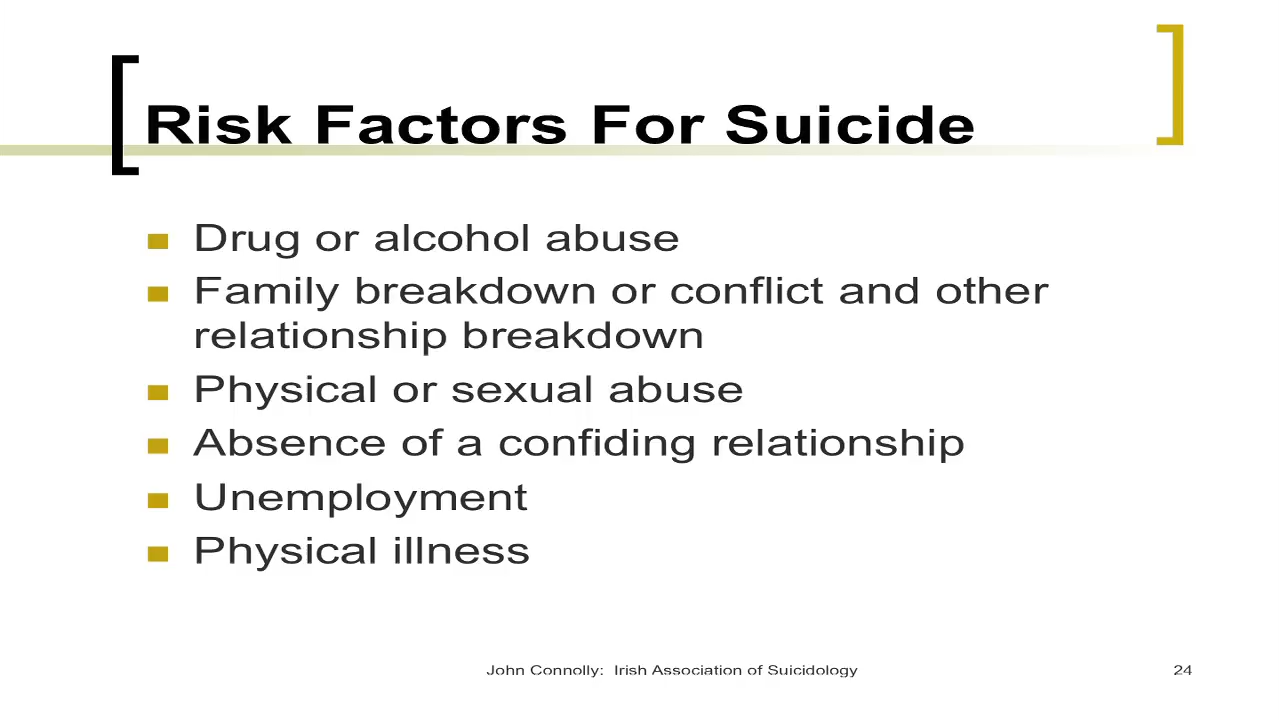 Risk Factors For Suicide
Drug or alcohol abuse
Family breakdown or conflict and other
relationship breakdown
Physical or sexual abuse
Absence of a confiding relationship
Unemployment
Physical illness
John Connolly: Irish Association of Suicidology
24